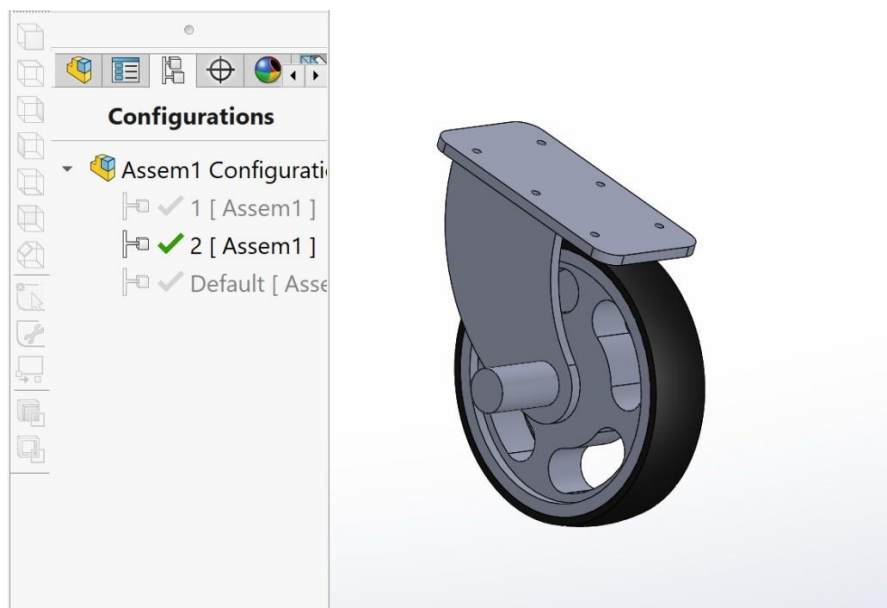 Configurations
Assem1 Configurati
1 [ Assem1 ]
2 [ Assem1 ]
Default [ Asse